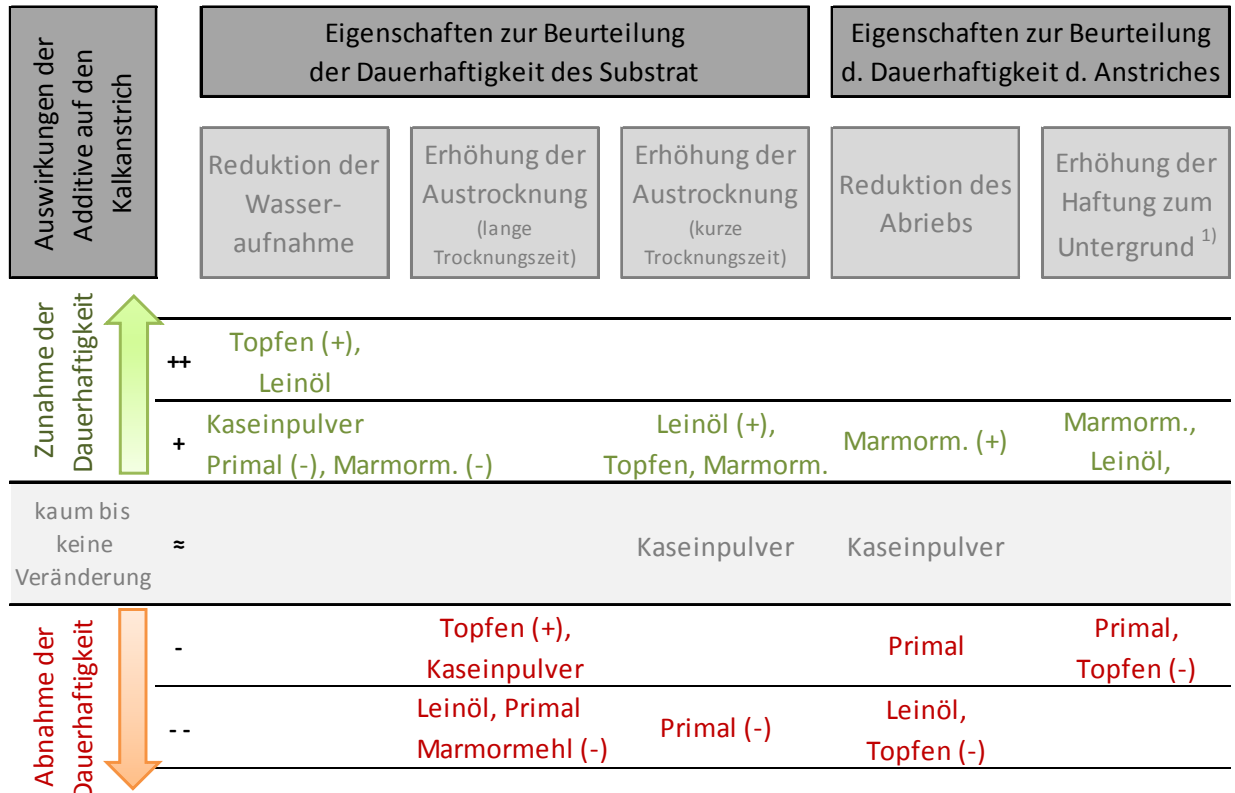 Auswirkungen der
Additive auf den
Kalkanstrich
Eigenschaften zur Beurteilung
der Dauerhaftigkeit des Substrat
Eigenschaften zur Beurteilung
d. Dauerhaftigkeit d. Anstriches
Reduktion der
Wasser-
aufnahme
Erhöhung der
Austrocknung
(lange
Trocknungszeit)
Erhöhung der
Austrocknung
(kurze
Trocknungszeit)
Reduktion des
Abriebs
Erhöhung der
Haftung zum
Untergrund 1)
Zunahme der
Dauerhaftigkeit
++
Topfen (+),
Leinöl
+
Kaseinpulver
Primal (-), Marmorm. (-)
Leinöl (+),
Topfen, Marmorm.
Marmorm. (+)
Marmorm.,
Leinöl,
kaum bis
keine
Veränderung
≈
Kaseinpulver
Kaseinpulver
Abnahme der
Dauerhaftigkeit
-
Topfen (+),
Kaseinpulver
Primal
Primal,
Topfen (-)
- -
Leinöl, Primal
Marmormehl (-)
Primal (-)
Leinöl,
Topfen (-)